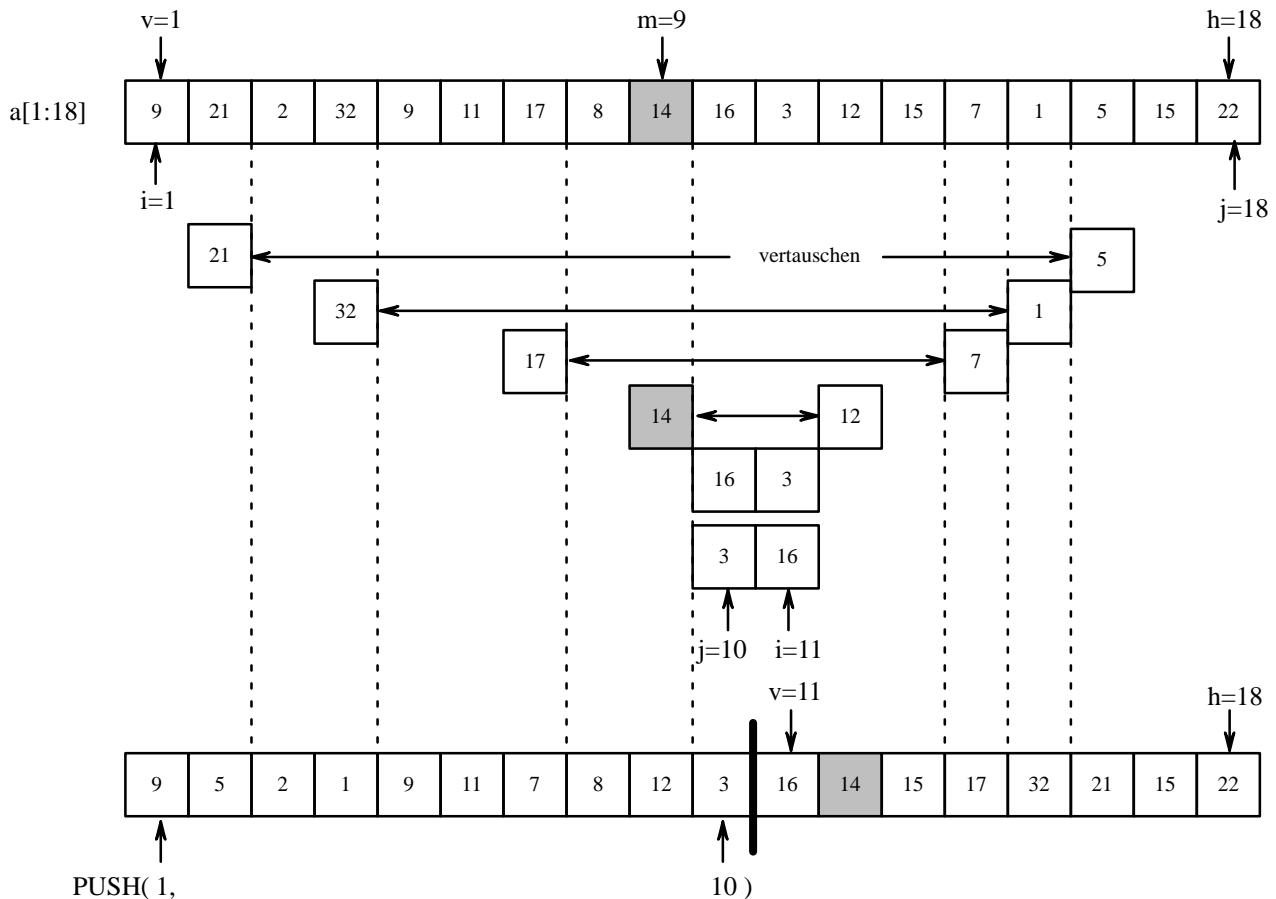 v=1 m=9 h=18
a[1:18] 9 21 2 32 9 11 17 8 14 16 3 12 15 7 1 5 15 22
i=1 j=18
21 vertauschen 5
32 1
17 7
14 12
16 3
3 16
j=10 i=11
v=11 h=18
9 5 2 1 9 11 7 8 12 3 16 14 15 17 32 21 15 22
PUSH( 1, 10 )